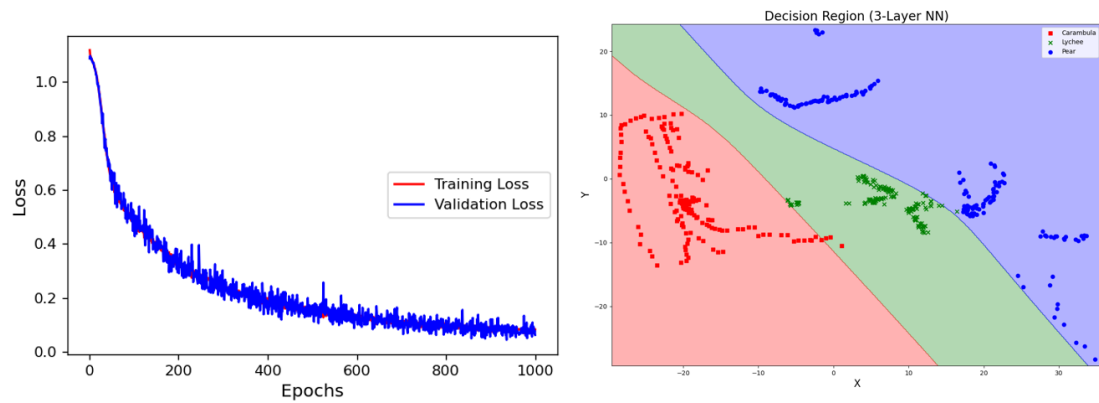 1.0
0.8
0.6
0.4
0.2
0.0
Loss
0 200 400 600 800 1000
Epochs
Training Loss
Validation Loss
Decision Region (3-Layer NN)
Carambula
Lychee
Pear
20
10
0
−10
−20
Y
−20 −10 0 10 20 30
X